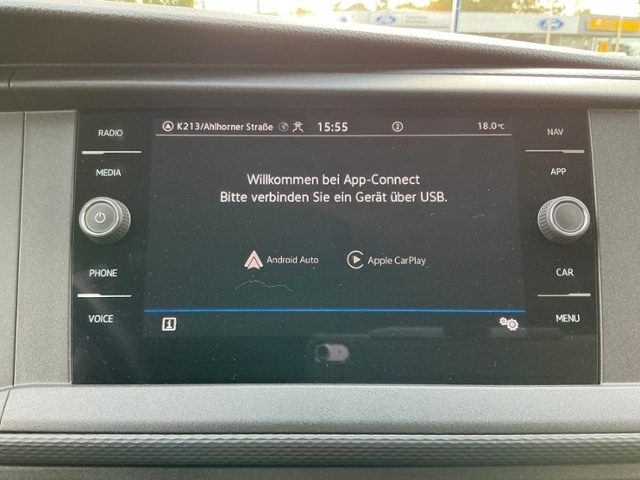 RADIO
MEDIA
PHONE
VOICE
K213/Ahlhorner Straße 15:55 2 18.0°C
Willkommen bei App-Connect
Bitte verbinden Sie ein Gerät über USB.
Android Auto Apple CarPlay
NAV
APP
CAR
MENU